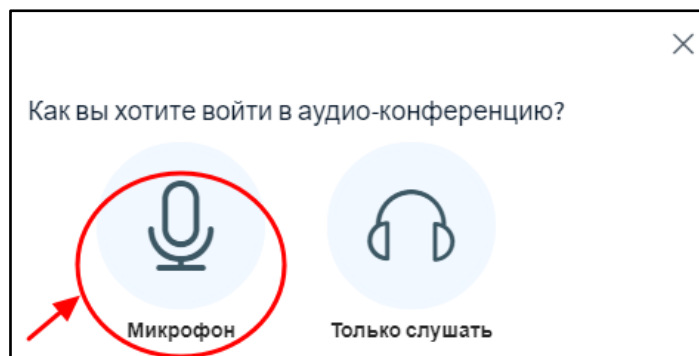 Как вы хотите войти в аудио-конференцию?
Микрофон
Только слушать